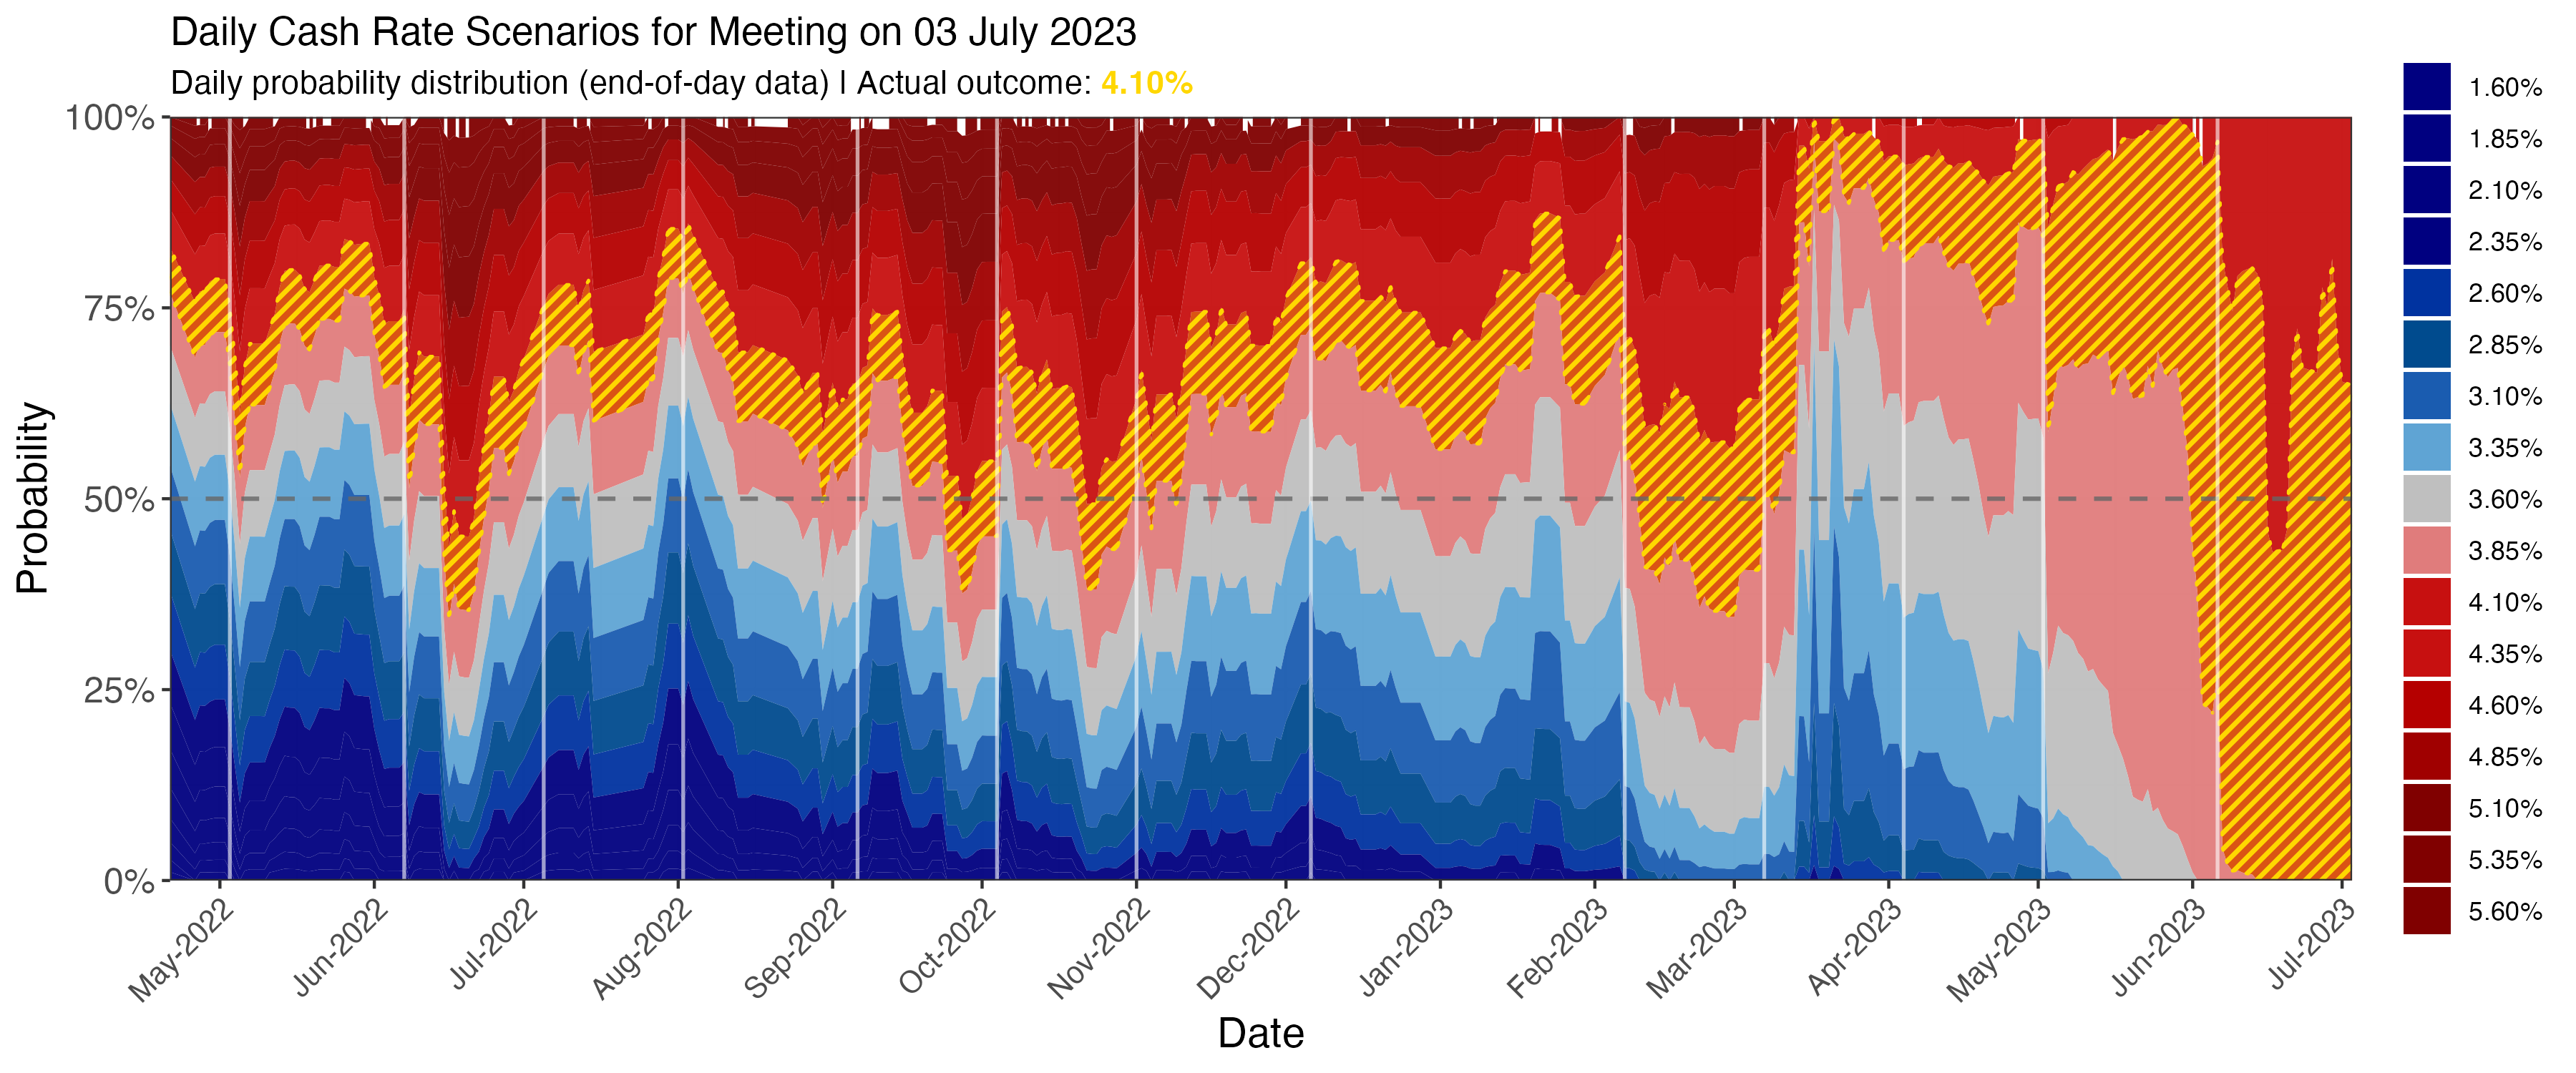 Daily Cash Rate Scenarios for Meeting on 03 July 2023
Daily probability distribution (end-of-day data) | Actual outcome: 4.10%
100%
75%
50%
25%
0%
Probability
May-2022
Jun-2022
Jul-2022
Aug-2022
Sep-2022
Oct-2022
Nov-2022
Dec-2022
Jan-2023
Feb-2023
Mar-2023
Apr-2023
May-2023
Jun-2023
Jul-2023
Date
1.60%
1.85%
2.10%
2.35%
2.60%
2.85%
3.10%
3.35%
3.60%
3.85%
4.10%
4.35%
4.60%
4.85%
5.10%
5.35%
5.60%